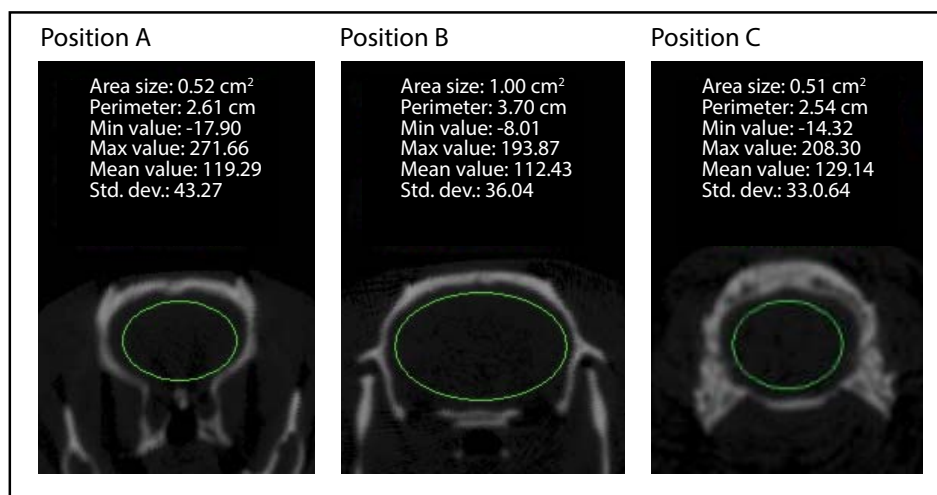 Position A
Area size: 0.52 cm²
Perimeter: 2.61 cm
Min value: -17.90
Max value: 271.66
Mean value: 119.29
Std. dev.: 43.27
Position B
Area size: 1.00 cm²
Perimeter: 3.70 cm
Min value: -8.01
Max value: 193.87
Mean value: 112.43
Std. dev.: 36.04
Position C
Area size: 0.51 cm²
Perimeter: 2.54 cm
Min value: -14.32
Max value: 208.30
Mean value: 129.14
Std. dev.: 33.0.64